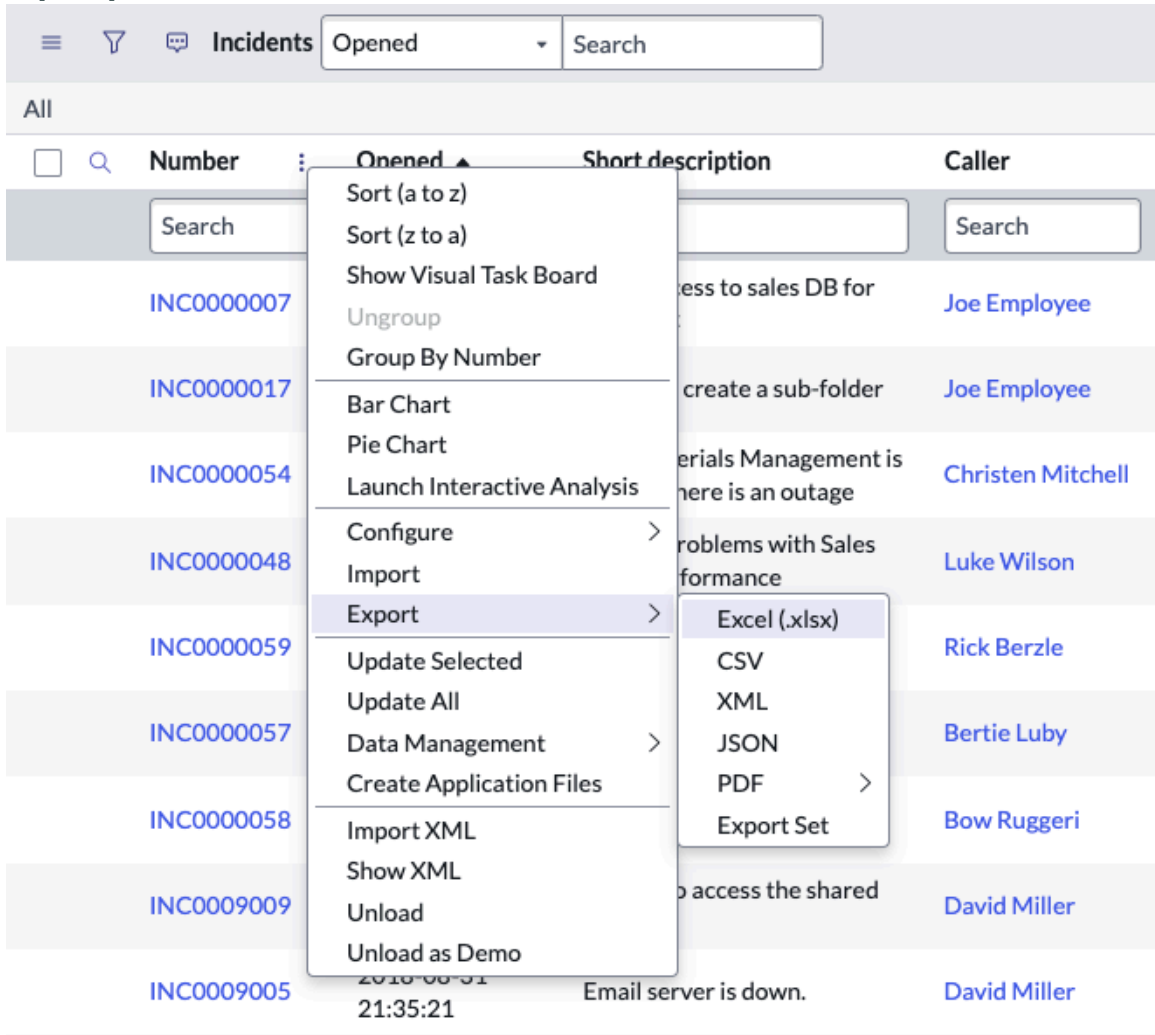 Incidents Opened Search
All
Number Opened Short description Caller
Search Search
Sort (a to z)
Sort (z to a)
Show Visual Task Board
Ungroup
Group By Number
Bar Chart
Pie Chart
Launch Interactive Analysis
Configure
Import
Export
Update Selected
Update All
Data Management
Create Application Files
Import XML
Show XML
Unload
Unload as Demo
Excel (.xlsx)
CSV
XML
JSON
PDF
Export Set
INC0000007 to sales DB for Joe Employee
INC0000017 create a sub-folder Joe Employee
INC0000054 Management is Christen Mitchell
is an outage
INC0000048 with Sales Luke Wilson
INC0000059 Rick Berzle
INC0000057 Bertie Luby
INC0000058 Bow Ruggeri
INC0009009 access the shared David Miller
INC0009005 21:35:21 Email server is down. David Miller